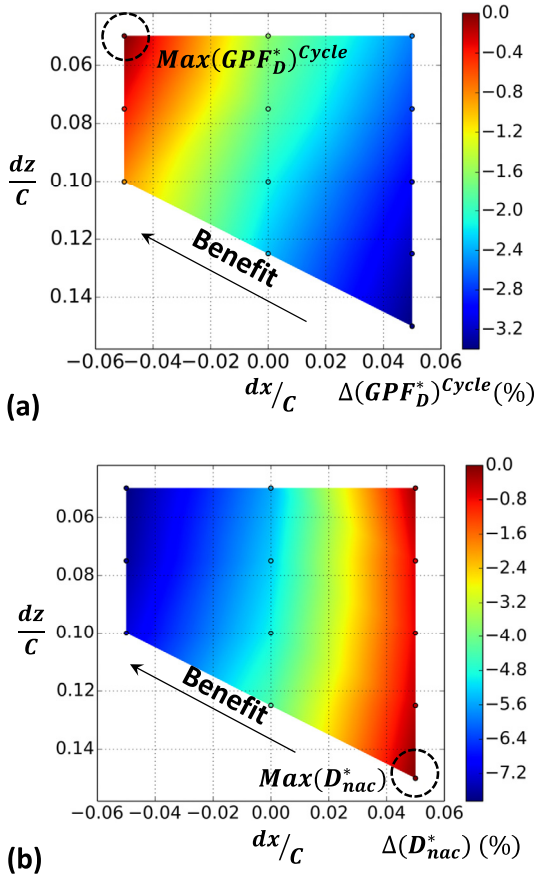 0.0
−0.4
−0.8
−1.2
−1.6
−2.0
−2.4
−2.8
−3.2
0.06
0.08
0.10
0.12
0.14
dz/C
Max(GPF*D)Cycle
Benefit
−0.06 −0.04 −0.02 0.00 0.02 0.04 0.06
(a)
dx/C
Δ(GPF*D)Cycle(%)
0.0
−0.8
−1.6
−2.4
−3.2
−4.0
−4.8
−5.6
−6.4
−7.2
0.06
0.08
0.10
0.12
0.14
dz/C
Benefit
Max(D*nac)
−0.06 −0.04 −0.02 0.00 0.02 0.04 0.06
(b)
dx/C
Δ(D*nac) (%)